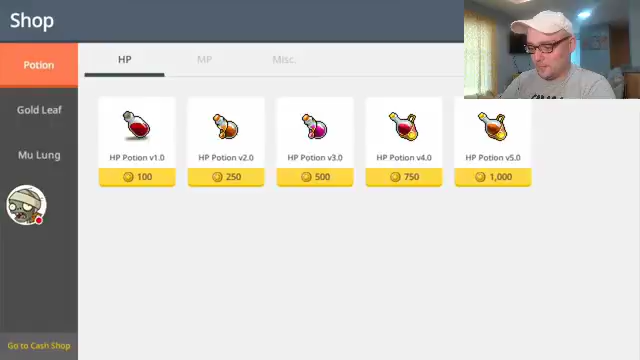 Shop
Potion
HP
MP
Misc.
Gold Leaf
Mu Lung
HP Potion v1.0
HP Potion v2.0
HP Potion v3.0
HP Potion v4.0
HP Potion v5.0
100
250
500
750
1,000
Go to Cash Shop